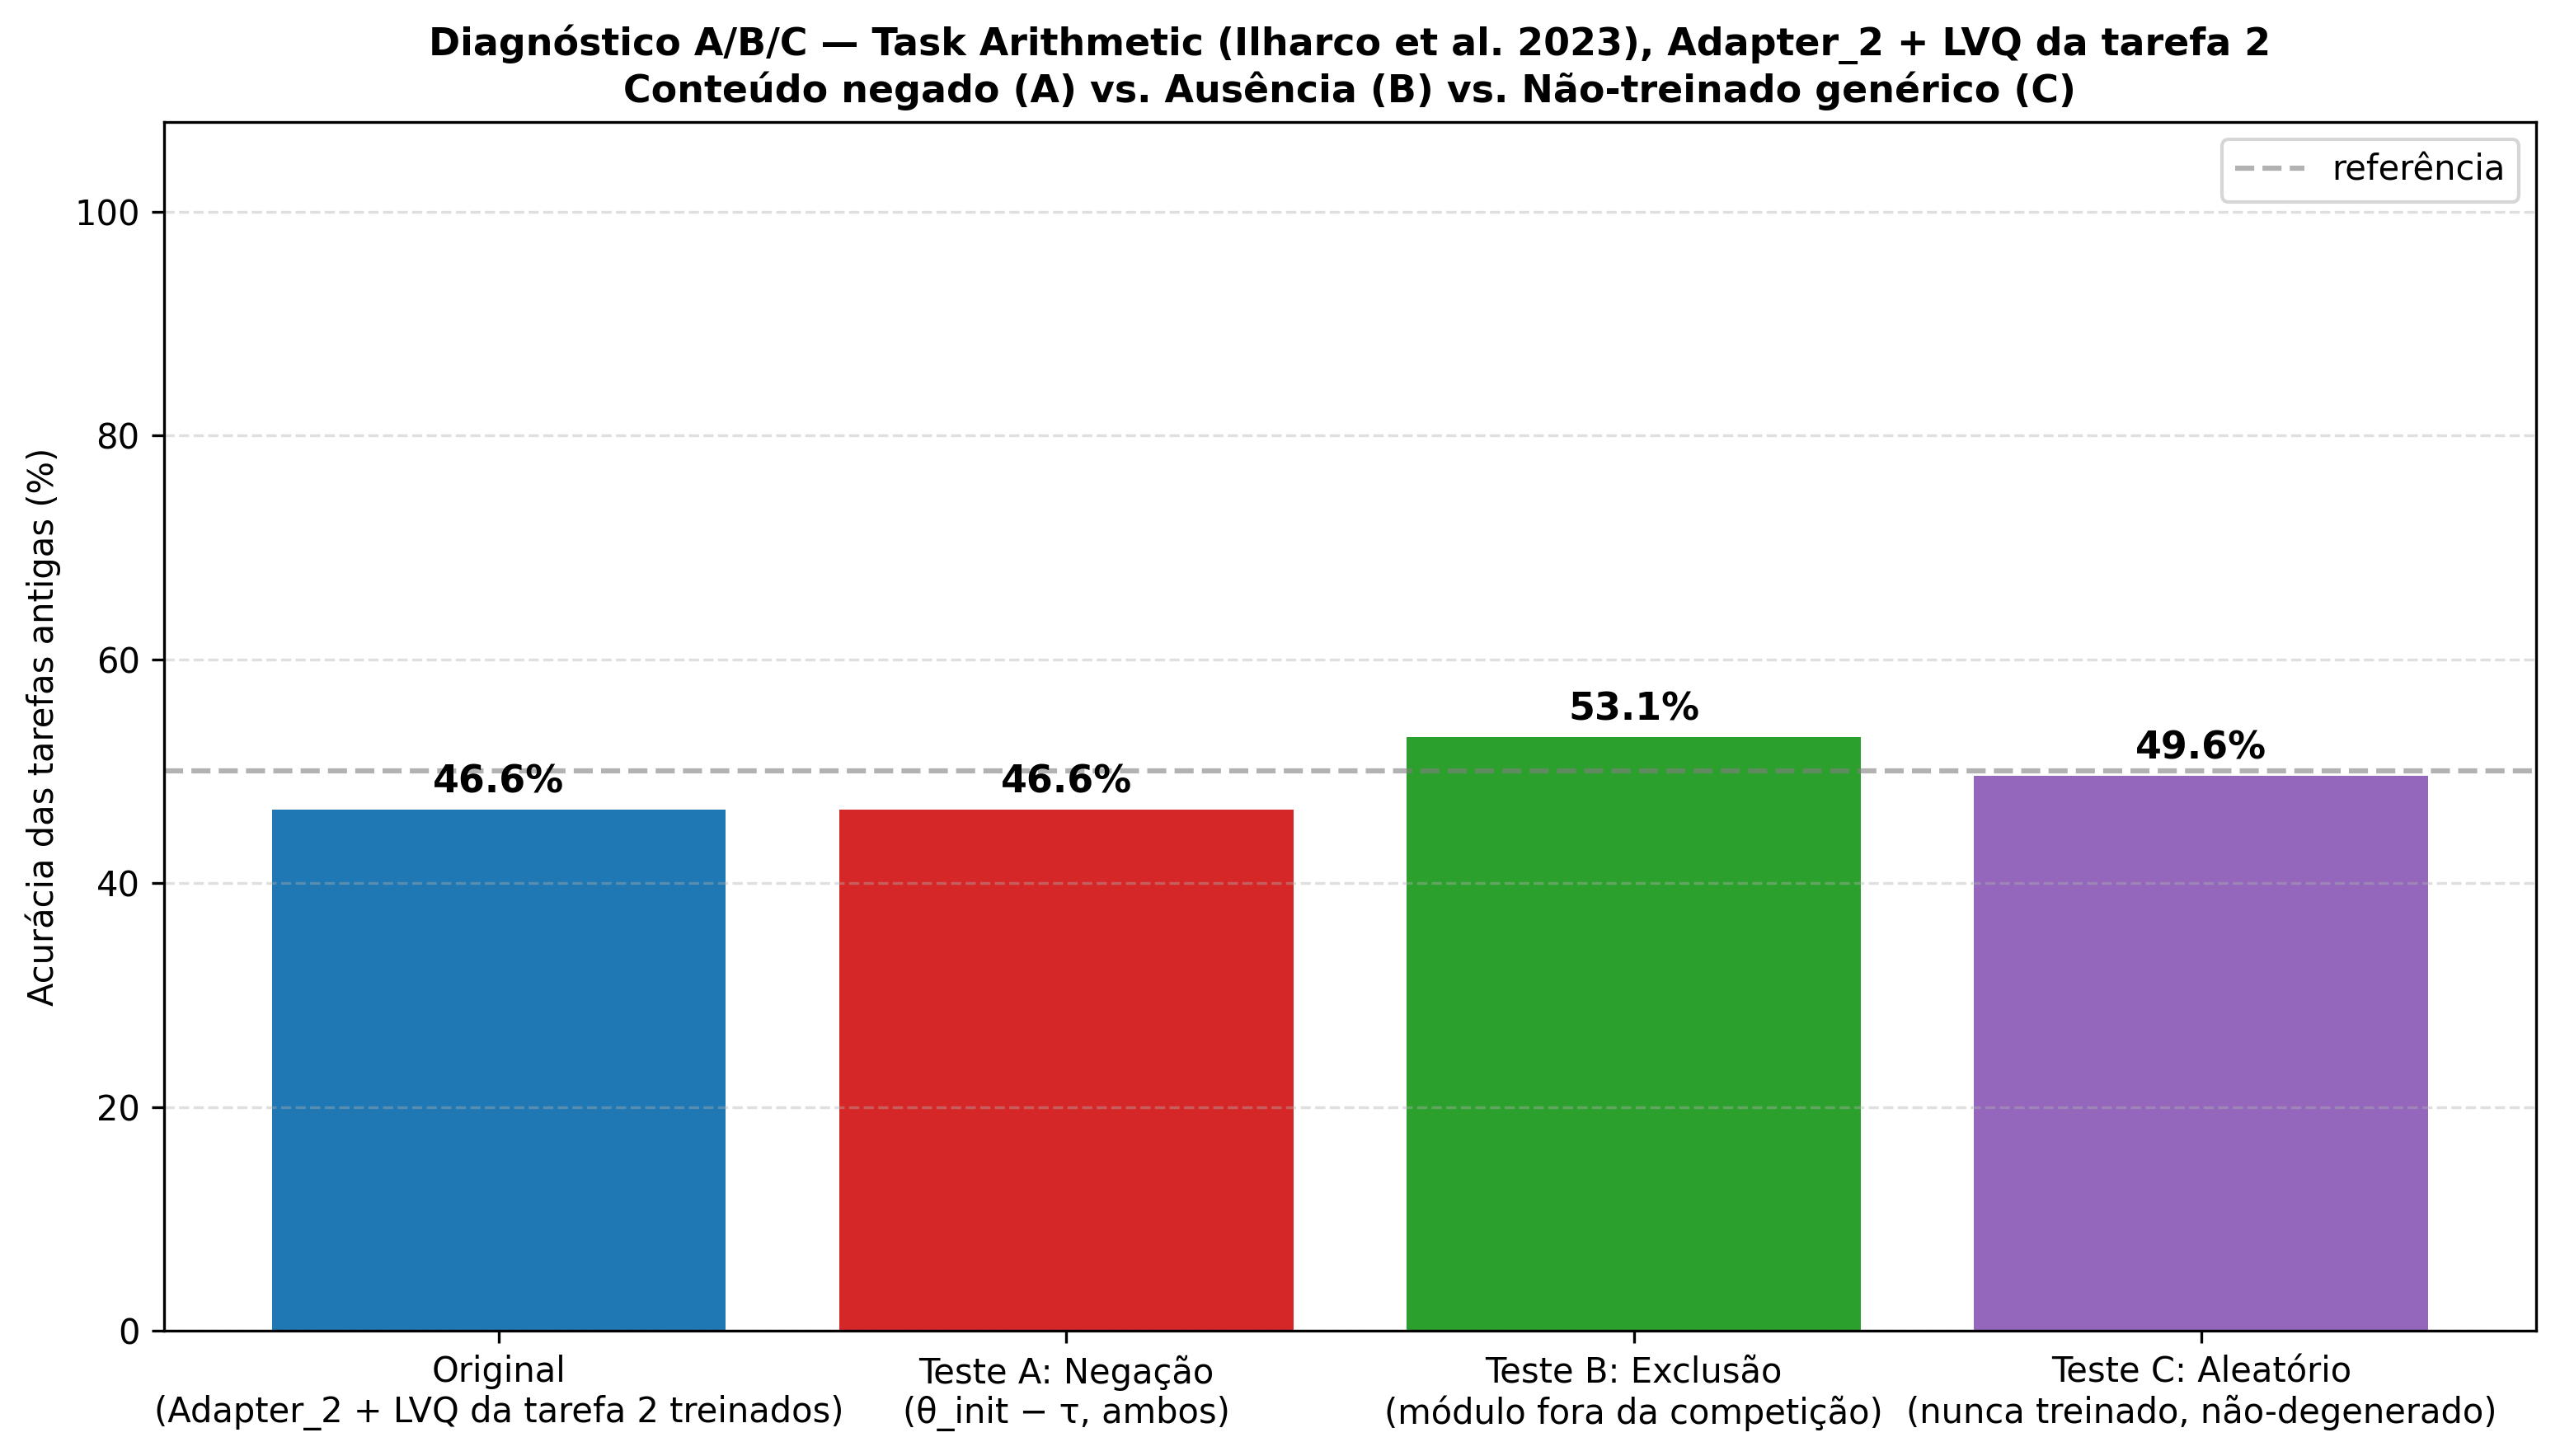 Diagnóstico A/B/C — Task Arithmetic (Ilharco et al. 2023), Adapter_2 + LVQ da tarefa 2
Conteúdo negado (A) vs. Ausência (B) vs. Não-treinado genérico (C)
referência
100
80
60
40
20
0
Acurácia das tarefas antigas (%)
46.6%
46.6%
53.1%
49.6%
Original
(Adapter_2 + LVQ da tarefa 2 treinados)
Teste A: Negação
(θ_init − τ, ambos)
Teste B: Exclusão
(módulo fora da competição)
Teste C: Aleatório
(nunca treinado, não-degenerado)